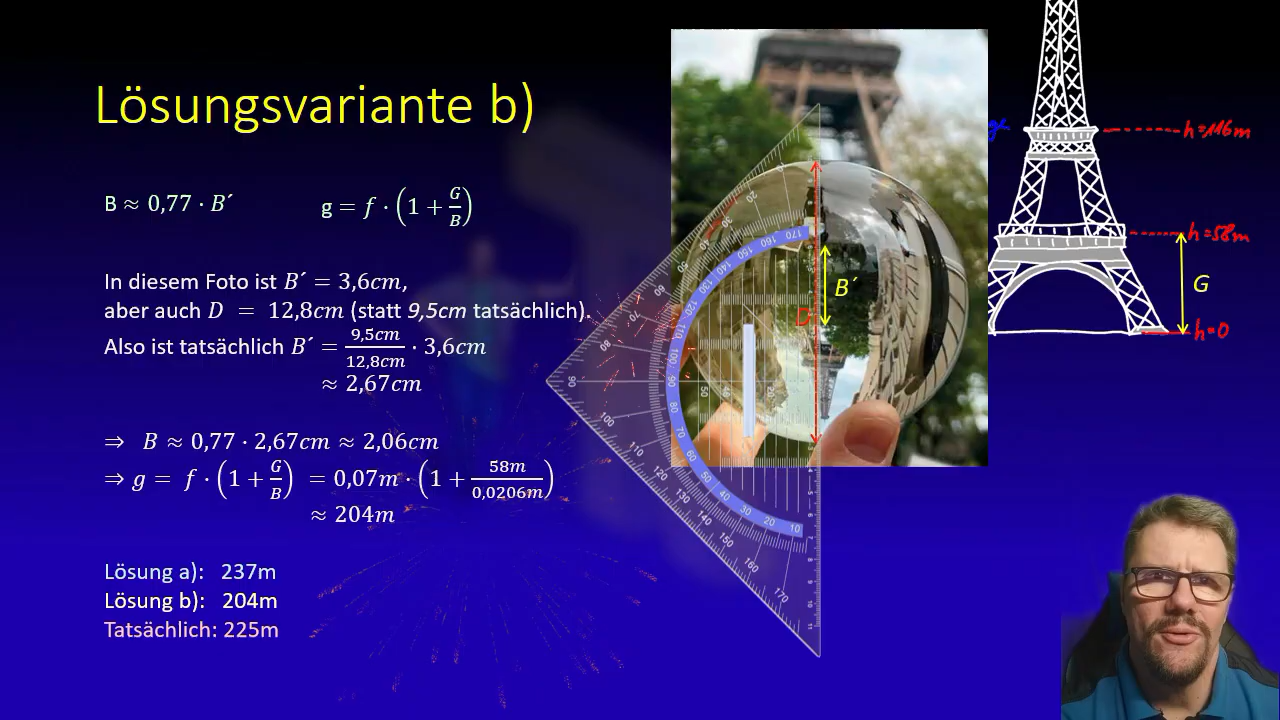 Lösungsvariante b)
B ≈ 0,77 · B´    g = f · (1 + G/B)
In diesem Foto ist B´ = 3,6cm,
aber auch D = 12,8cm (statt 9,5cm tatsächlich).
Also ist tatsächlich B´ = 9,5cm/12,8cm · 3,6cm
≈ 2,67cm
⇒ B ≈ 0,77 · 2,67cm ≈ 2,06cm
⇒ g = f · (1 + G/B) = 0,07m · (1 + 58m/0,0206m)
≈ 204m
Lösung a): 237m
Lösung b): 204m
Tatsächlich: 225m
D
B´
h=116m
h=58m
G
h=0